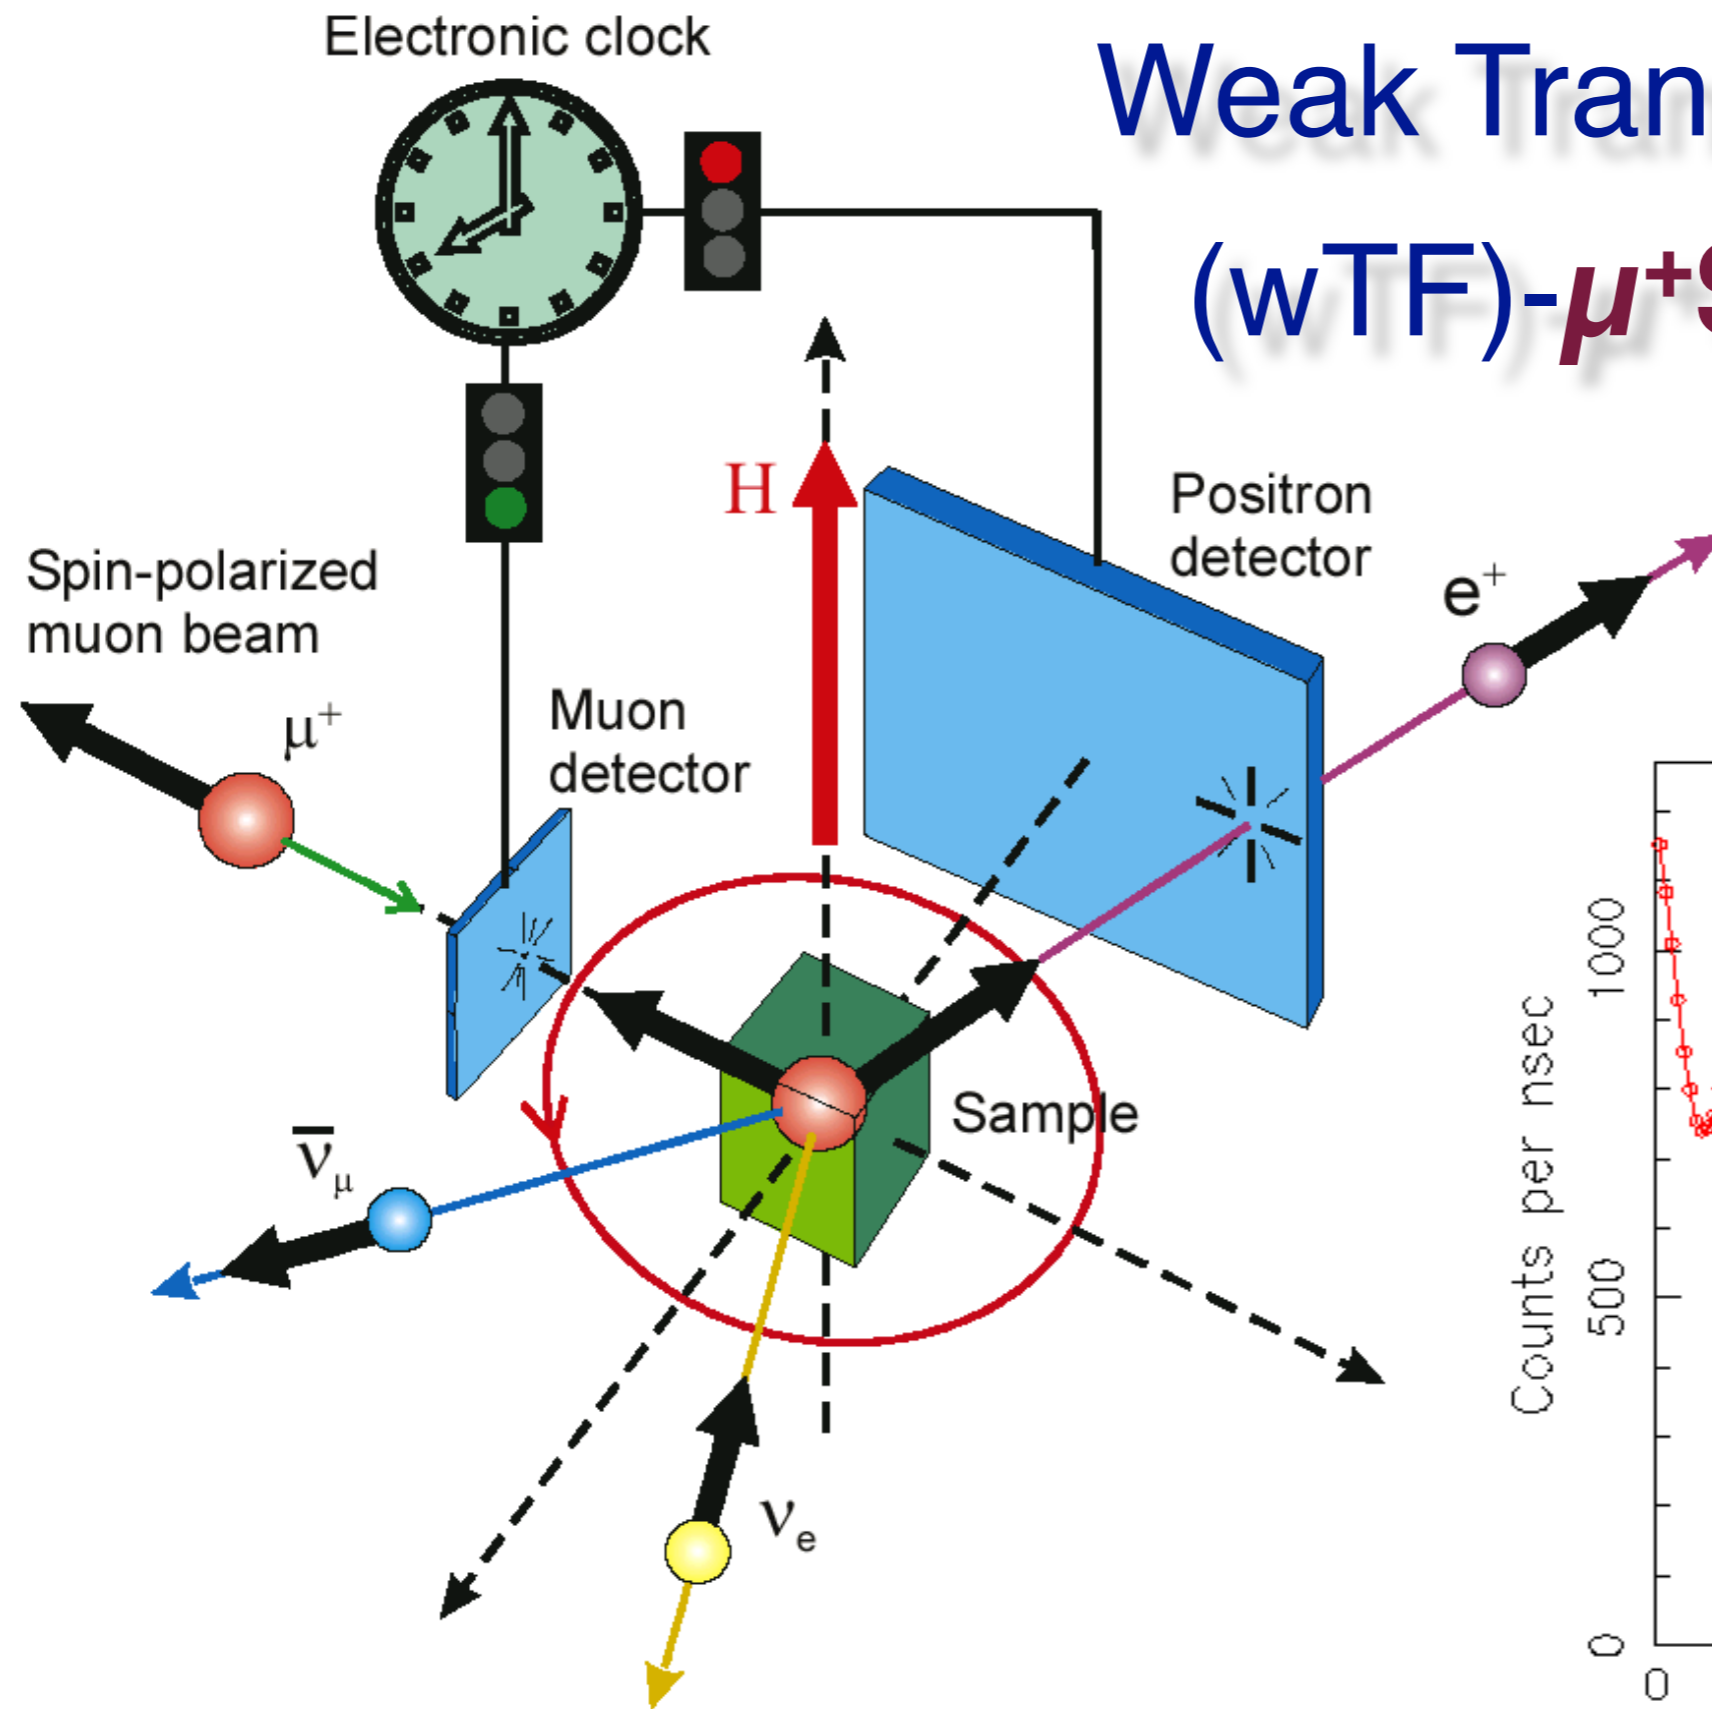 Electronic clock
Weak Tran
(wTF)-μ⁺S
H
Positron
detector
e⁺
Spin-polarized
muon beam
μ⁺
Muon
detector
Sample
ν̅μ
νe
Counts per nsec
1000
500
0
0